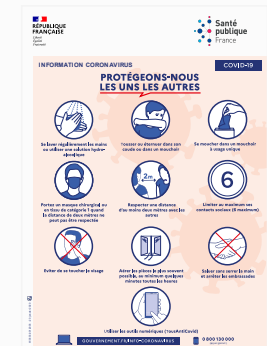 RÉPUBLIQUE
FRANÇAISE
Liberté
Égalité
Fraternité
Santé
publique
France
INFORMATION CORONAVIRUS
COVID-19
PROTÉGEONS-NOUS
LES UNS LES AUTRES
Se laver régulièrement les mains
ou utiliser une solution hydro-
alcoolique
Tousser ou éternuer dans son
coude ou dans un mouchoir
Se moucher dans un mouchoir
à usage unique
Porter un masque chirurgical ou
en tissu de catégorie 1 quand
la distance de deux mètres ne
peut pas être respectée
2m
Respecter une distance
d'au moins deux mètres avec les
autres
6
Limiter au maximum ses
contacts sociaux (6 maximum)
Eviter de se toucher le visage
Aérer les pièces le plus souvent
possible, au minimum quelques
minutes toutes les heures
Saluer sans serrer la main
et arrêter les embrassades
Utiliser les outils numériques (TousAntiCovid)
GOUVERNEMENT.FR/INFO-CORONAVIRUS
0 800 130 000